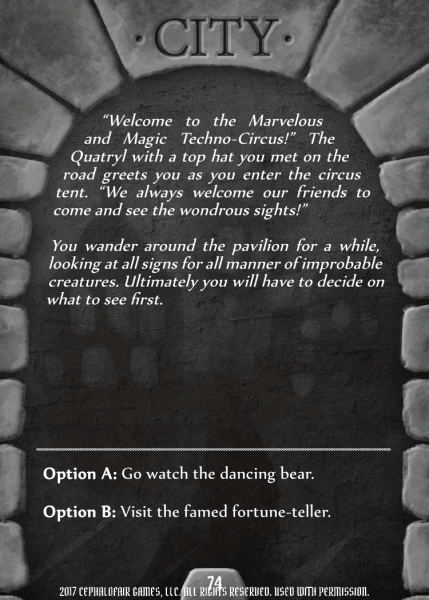 · CITY ·
“Welcome to the Marvelous
and Magic Techno-Circus!” The
Quatryl with a top hat you met on the
road greets you as you enter the circus
tent. “We always welcome our friends to
come and see the wondrous sights!”
You wander around the pavilion for a while,
looking at all signs for all manner of improbable
creatures. Ultimately you will have to decide on
what to see first.
Option A: Go watch the dancing bear.
Option B: Visit the famed fortune-teller.
74
2017 CEPHALOFAIR GAMES, LLC. ALL RIGHTS RESERVED. USED WITH PERMISSION.